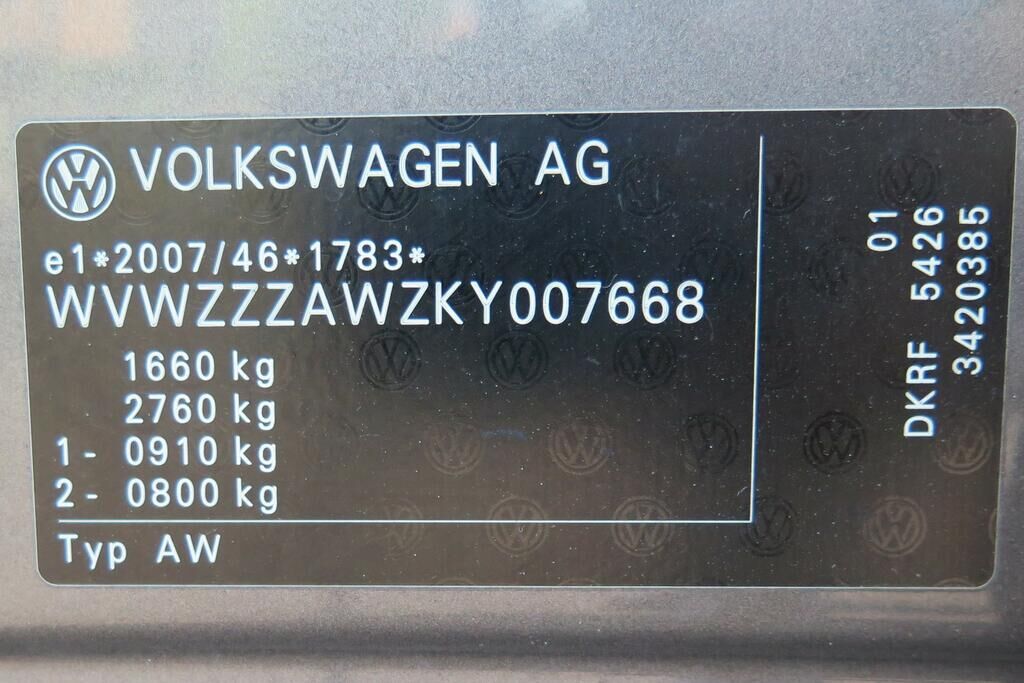 VOLKSWAGEN AG
e1*2007/46*1783*
WVWZZZAWZKY007668
1660 kg
2760 kg
1- 0910 kg
2- 0800 kg
Typ AW
01
DKRF 5426
34203385